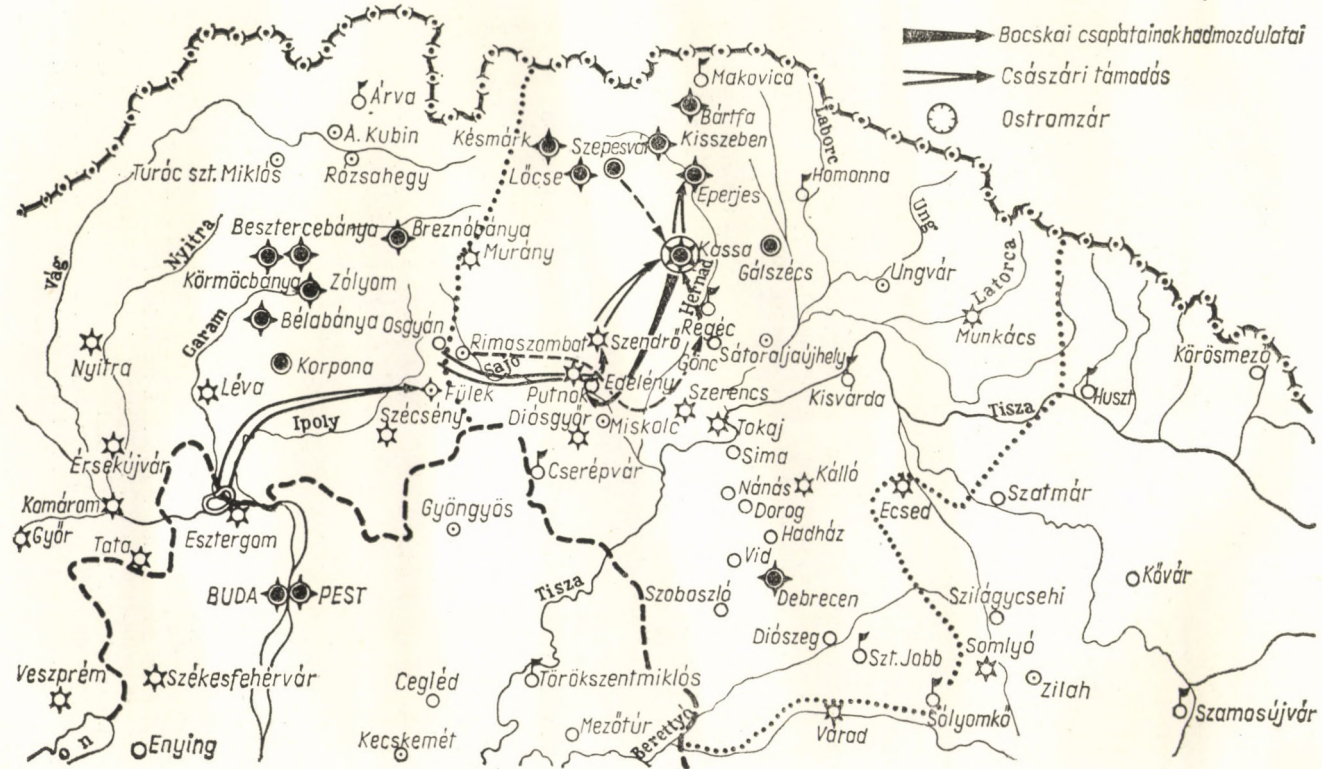 Bocskai csapatainak hadmozdulatai
Császári támadás
Ostromzár
Makovica
Árva
Bártfa
A. Kubin
Késmárk
Szepesvár
Kisszeben
Laborc
Turóc szt. Miklós
Rózsahegy
Lőcse
Eperjes
Homonna
Ung
Besztercebánya
Breznóbánya
Nyitra
Murány
Kassa
Gálszécs
Vág
Körmöcbánya
Zólyom
Hernád
Ungvár
Latorca
Bélabánya
Osgyán
Garam
Rimaszombat
Szendrő
Regéc
Munkács
Nyitra
Korpona
Sajó
Gönc
Sátoraljaújhely
Körösmező
Léva
Fülek
Putnok
Edelény
Szerencs
Kisvárda
Huszt
Ipoly
Szécsény
Diósgyőr
Miskolc
Tisza
Tokaj
Érsekújvár
Cserépvár
Sima
Kálló
Komárom
Nánás
Szatmár
Győr
Gyöngyös
Dorog
Ecsed
Tata
Esztergom
Hadház
Vid
Kővár
BUDA
PEST
Tisza
Szoboszló
Debrecen
Szilágycsehi
Diószeg
Szt. Jobb
Somlyó
Veszprém
Székesfehérvár
Cegléd
Törökszentmiklós
Zilah
Sólyomkő
Szamosújvár
on
Enying
Kecskemét
Mezőtúr
Berettyó
Várad